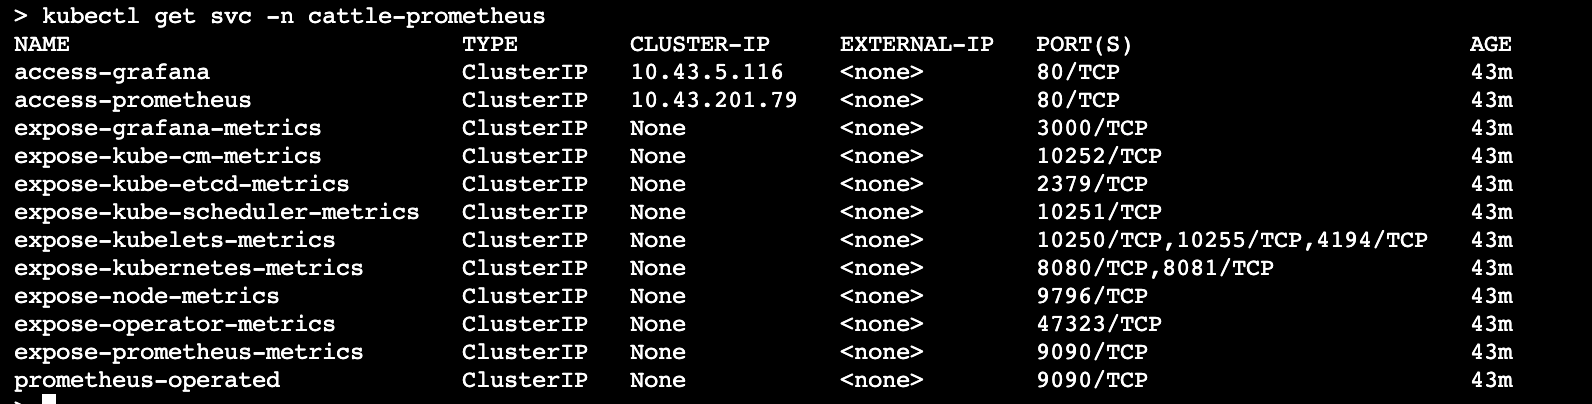 > kubectl get svc -n cattle-prometheus
NAME TYPE CLUSTER-IP EXTERNAL-IP PORT(S) AGE
access-grafana ClusterIP 10.43.5.116 <none> 80/TCP 43m
access-prometheus ClusterIP 10.43.201.79 <none> 80/TCP 43m
expose-grafana-metrics ClusterIP None <none> 3000/TCP 43m
expose-kube-cm-metrics ClusterIP None <none> 10252/TCP 43m
expose-kube-etcd-metrics ClusterIP None <none> 2379/TCP 43m
expose-kube-scheduler-metrics ClusterIP None <none> 10251/TCP 43m
expose-kubelets-metrics ClusterIP None <none> 10250/TCP,10255/TCP,4194/TCP 43m
expose-kubernetes-metrics ClusterIP None <none> 8080/TCP,8081/TCP 43m
expose-node-metrics ClusterIP None <none> 9796/TCP 43m
expose-operator-metrics ClusterIP None <none> 47323/TCP 43m
expose-prometheus-metrics ClusterIP None <none> 9090/TCP 43m
prometheus-operated ClusterIP None <none> 9090/TCP 43m
>